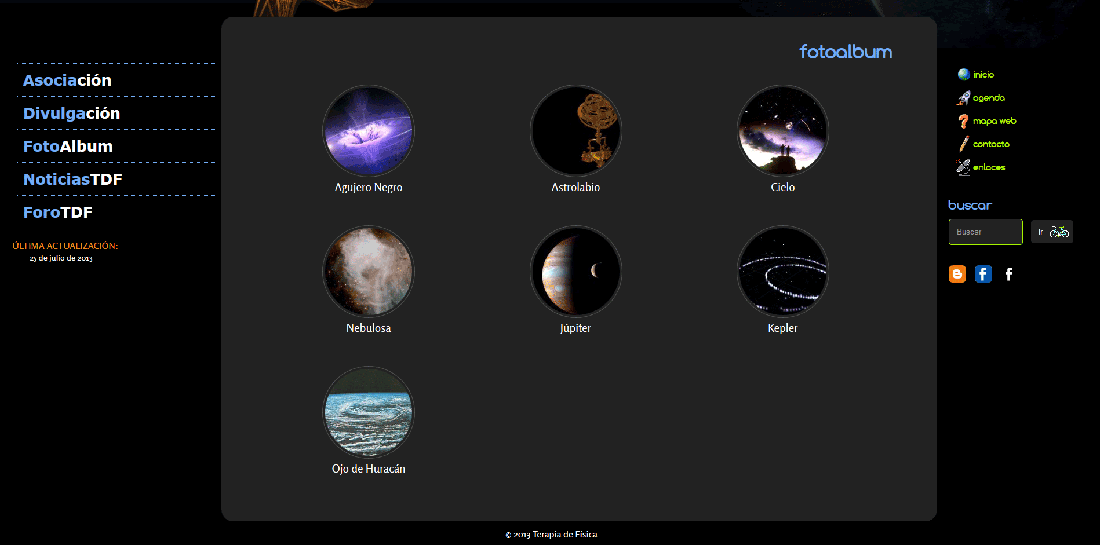 Asociación
Divulgación
FotoAlbum
NoticiasTDF
ForoTDF
ÚLTIMA ACTUALIZACIÓN:
23 de julio de 2013
fotoalbum
Agujero Negro
Astrolabio
Cielo
Nebulosa
Júpiter
Kepler
Ojo de Huracán
inicio
agenda
mapa web
contacto
enlaces
buscar
Buscar
Ir
© 2013 Terapia de Física